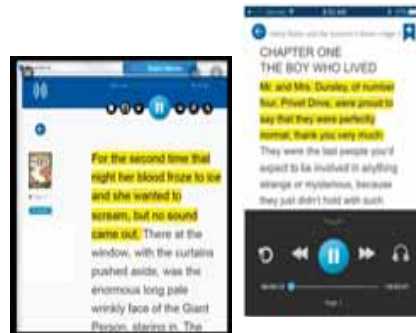 For the second time that
night her blood froze to ice
and she wanted to
scream, but no sound
came out. There at the
window, with the curtains
pushed aside, was the
enormous long pale
wrinkly face of the Giant
Person, staring in. The
CHAPTER ONE
THE BOY WHO LIVED
Mr. and Mrs. Dursley, of number
four, Privet Drive, were proud to
say that they were perfectly
normal, thank you very much.
They were the last people you'd
expect to be involved in anything
strange or mysterious, because
they just didn't hold with such
Page 1